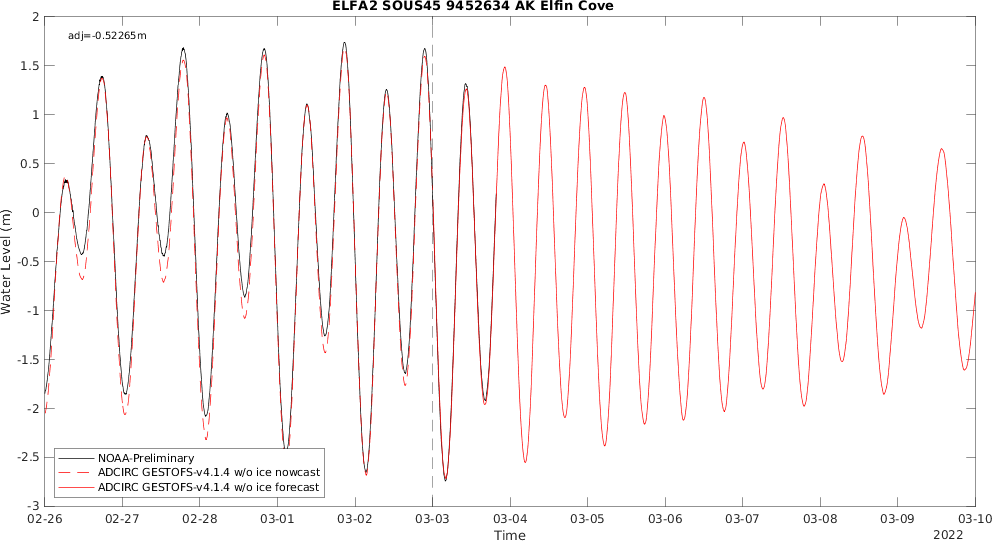 ELFA2 SOUS45 9452634 AK Elfin Cove
adj=-0.52265m
2
1.5
1
0.5
0
-0.5
-1
-1.5
-2
-2.5
-3
Water Level (m)
NOAA-Preliminary
ADCIRC GESTOFS-v4.1.4 w/o ice nowcast
ADCIRC GESTOFS-v4.1.4 w/o ice forecast
02-26 02-27 02-28 03-01 03-02 03-03 03-04 03-05 03-06 03-07 03-08 03-09 03-10
Time
2022